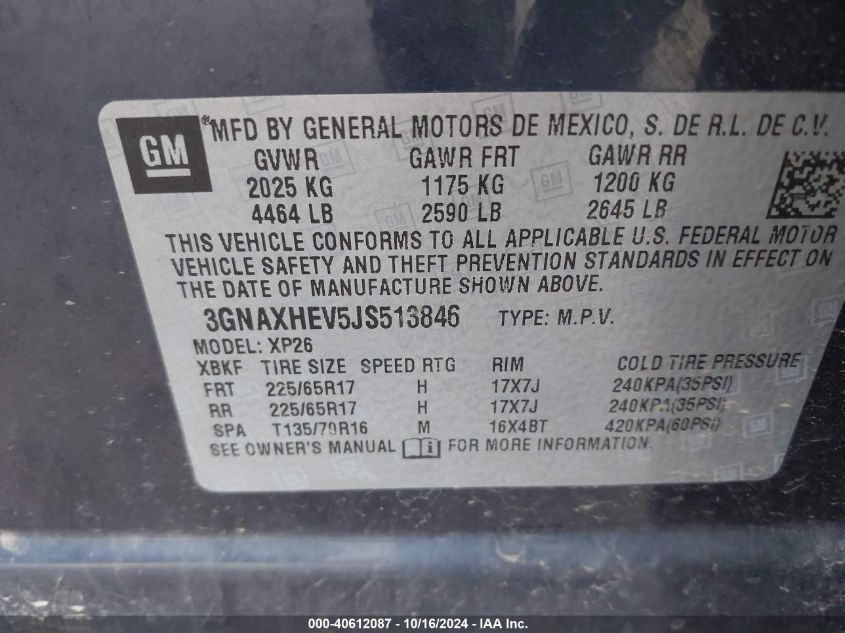 GM
®MFD BY GENERAL MOTORS DE MEXICO, S. DE R.L. DE C.V.
GVWR GAWR FRT GAWR RR
2025 KG 1175 KG 1200 KG
4464 LB 2590 LB 2645 LB
THIS VEHICLE CONFORMS TO ALL APPLICABLE U.S. FEDERAL MOTOR
VEHICLE SAFETY AND THEFT PREVENTION STANDARDS IN EFFECT ON
THE DATE OF MANUFACTURE SHOWN ABOVE.
3GNAXHEV5JS513846 TYPE: M.P.V.
MODEL: XP26
XBKF TIRE SIZE SPEED RTG RIM COLD TIRE PRESSURE
FRT 225/65R17 H 17X7J 240KPA(35PSI)
RR 225/65R17 H 17X7J 240KPA(35PSI)
SPA T135/70R16 M 16X4BT 420KPA(60PSI)
SEE OWNER'S MANUAL i FOR MORE INFORMATION.
000-40612087 - 10/16/2024 - IAA Inc.